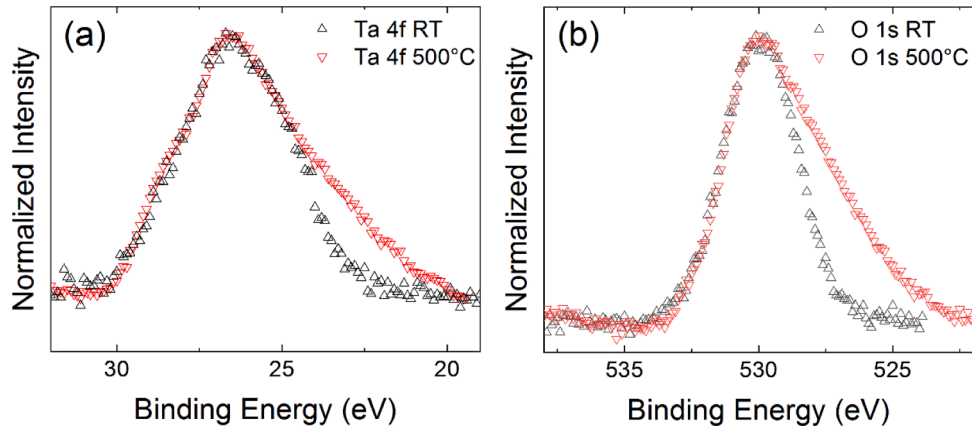 (a)
Ta 4f RT
Ta 4f 500°C
Normalized Intensity
30 25 20
Binding Energy (eV)
(b)
O 1s RT
O 1s 500°C
Normalized Intensity
535 530 525
Binding Energy (eV)